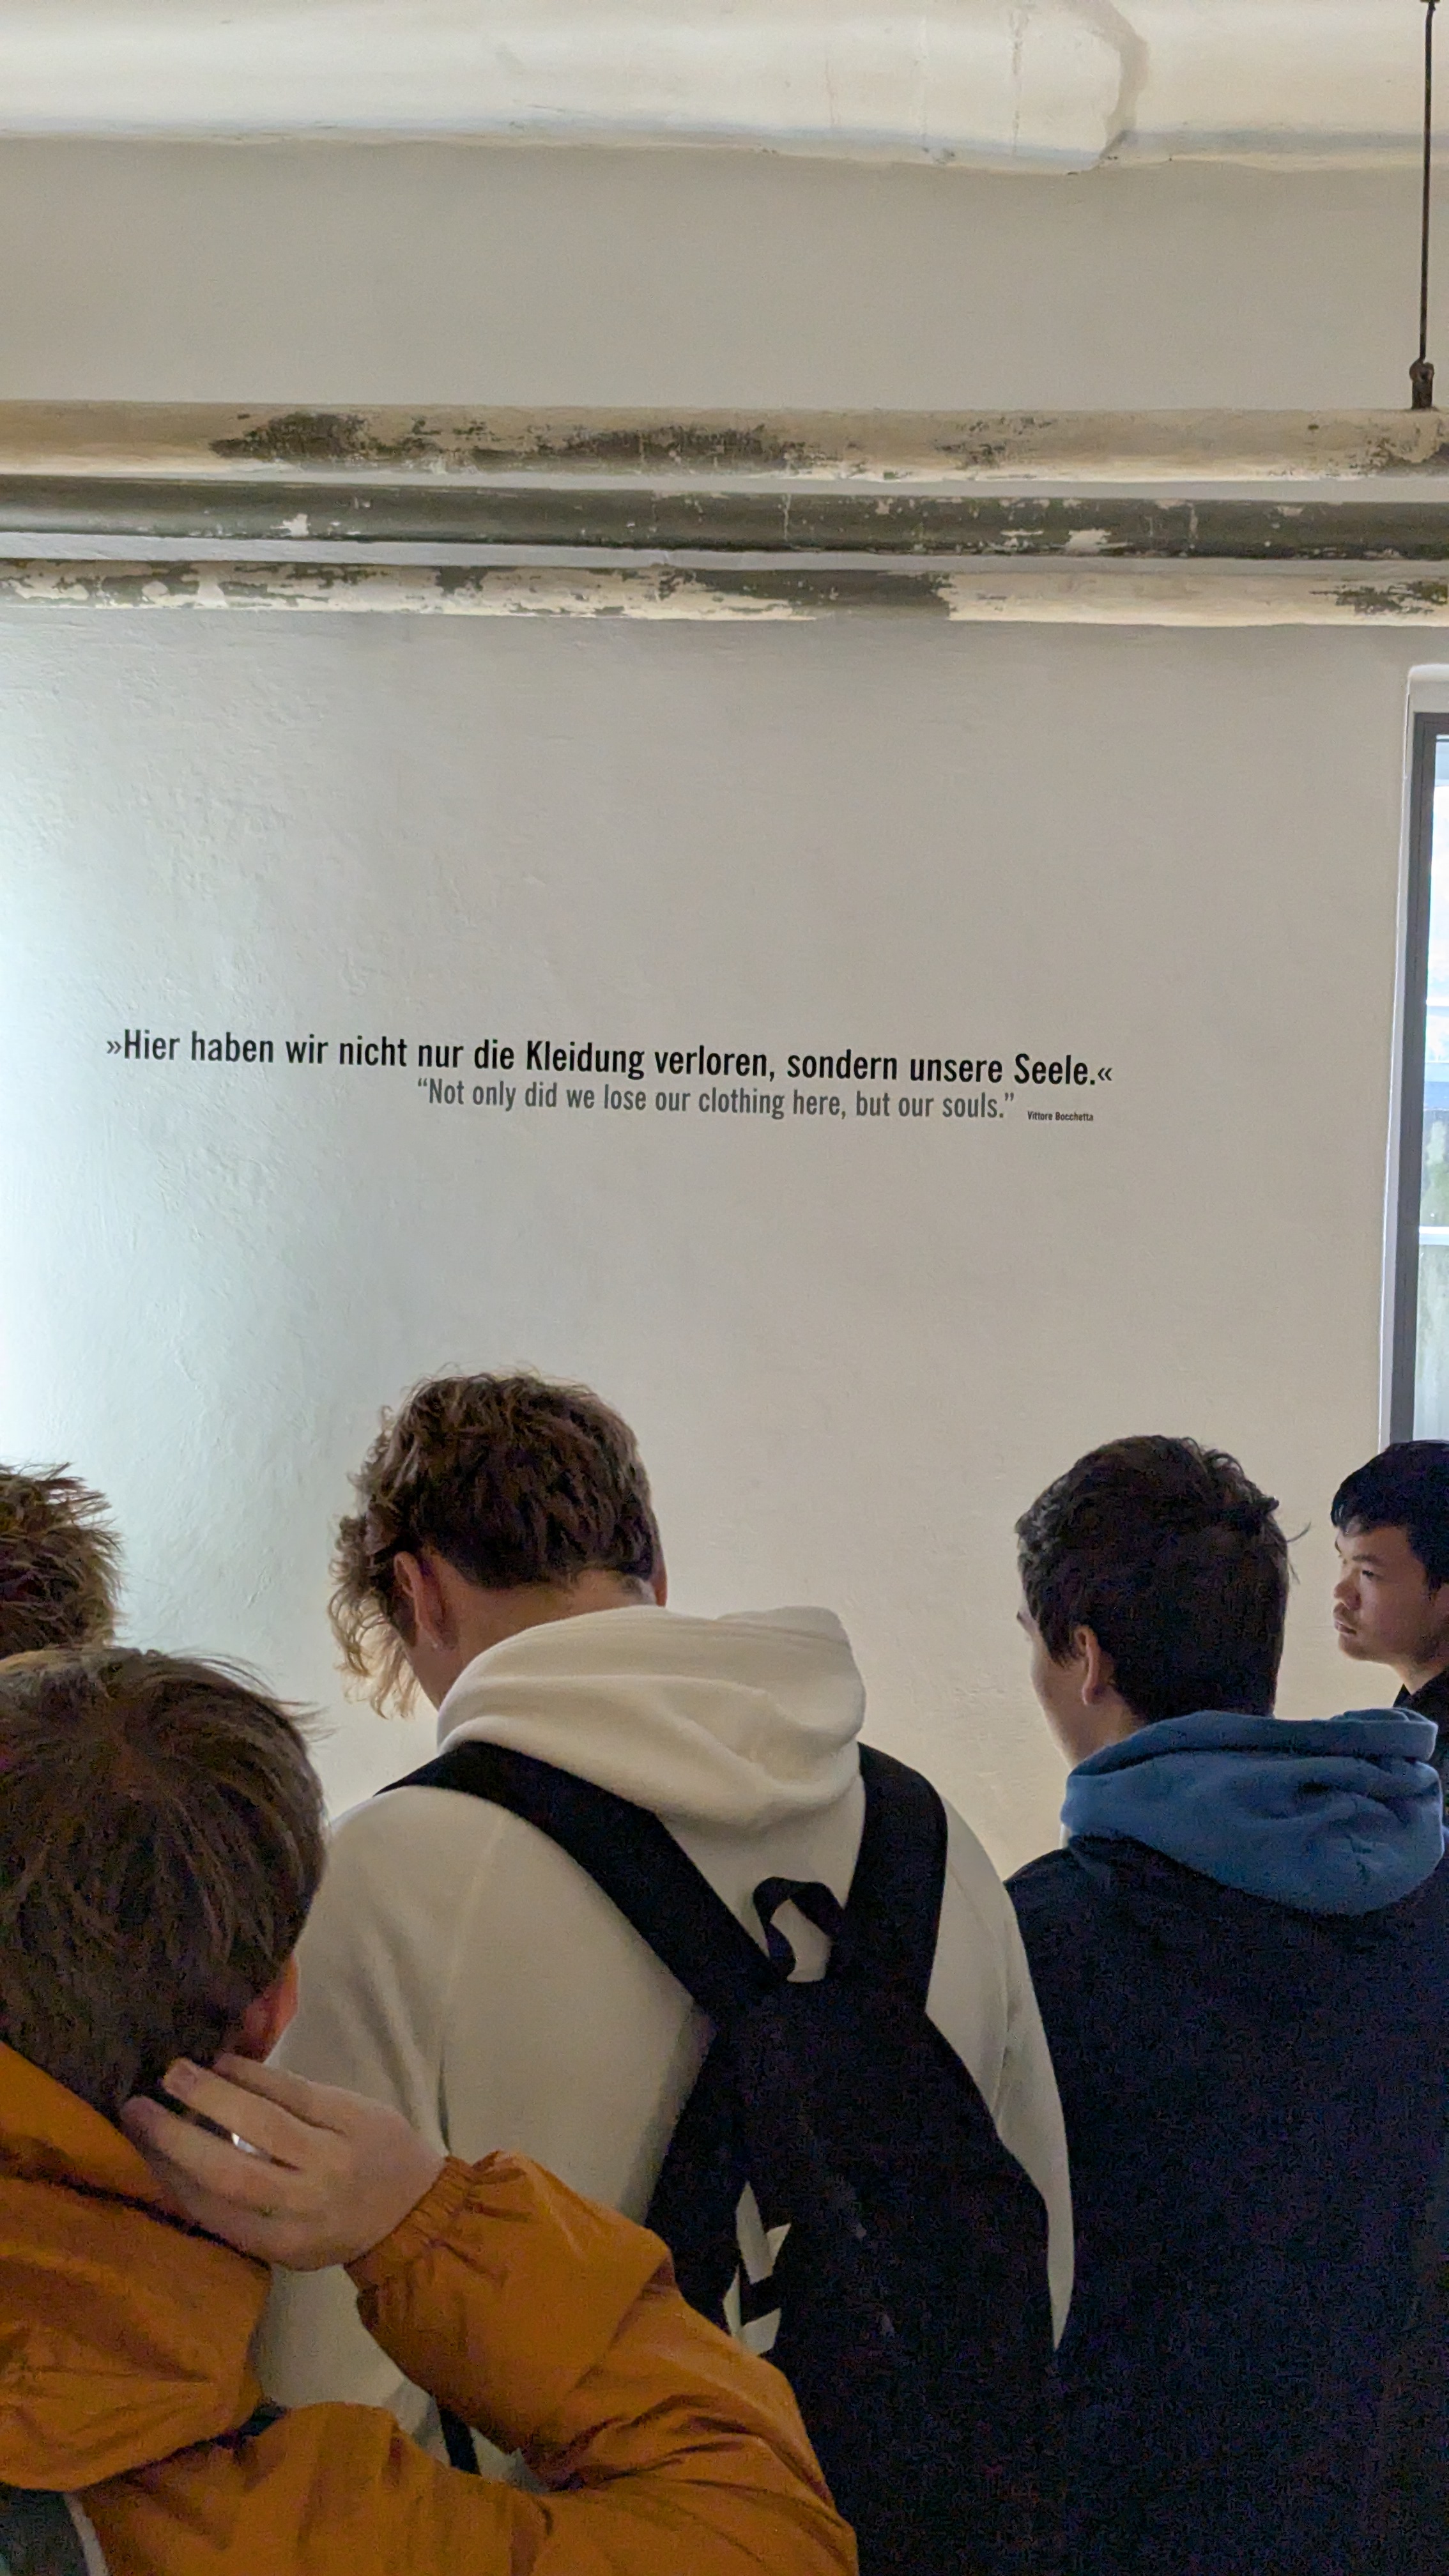 »Hier haben wir nicht nur die Kleidung verloren, sondern unsere Seele.«
“Not only did we lose our clothing here, but our souls.” Vittore Bocchetta